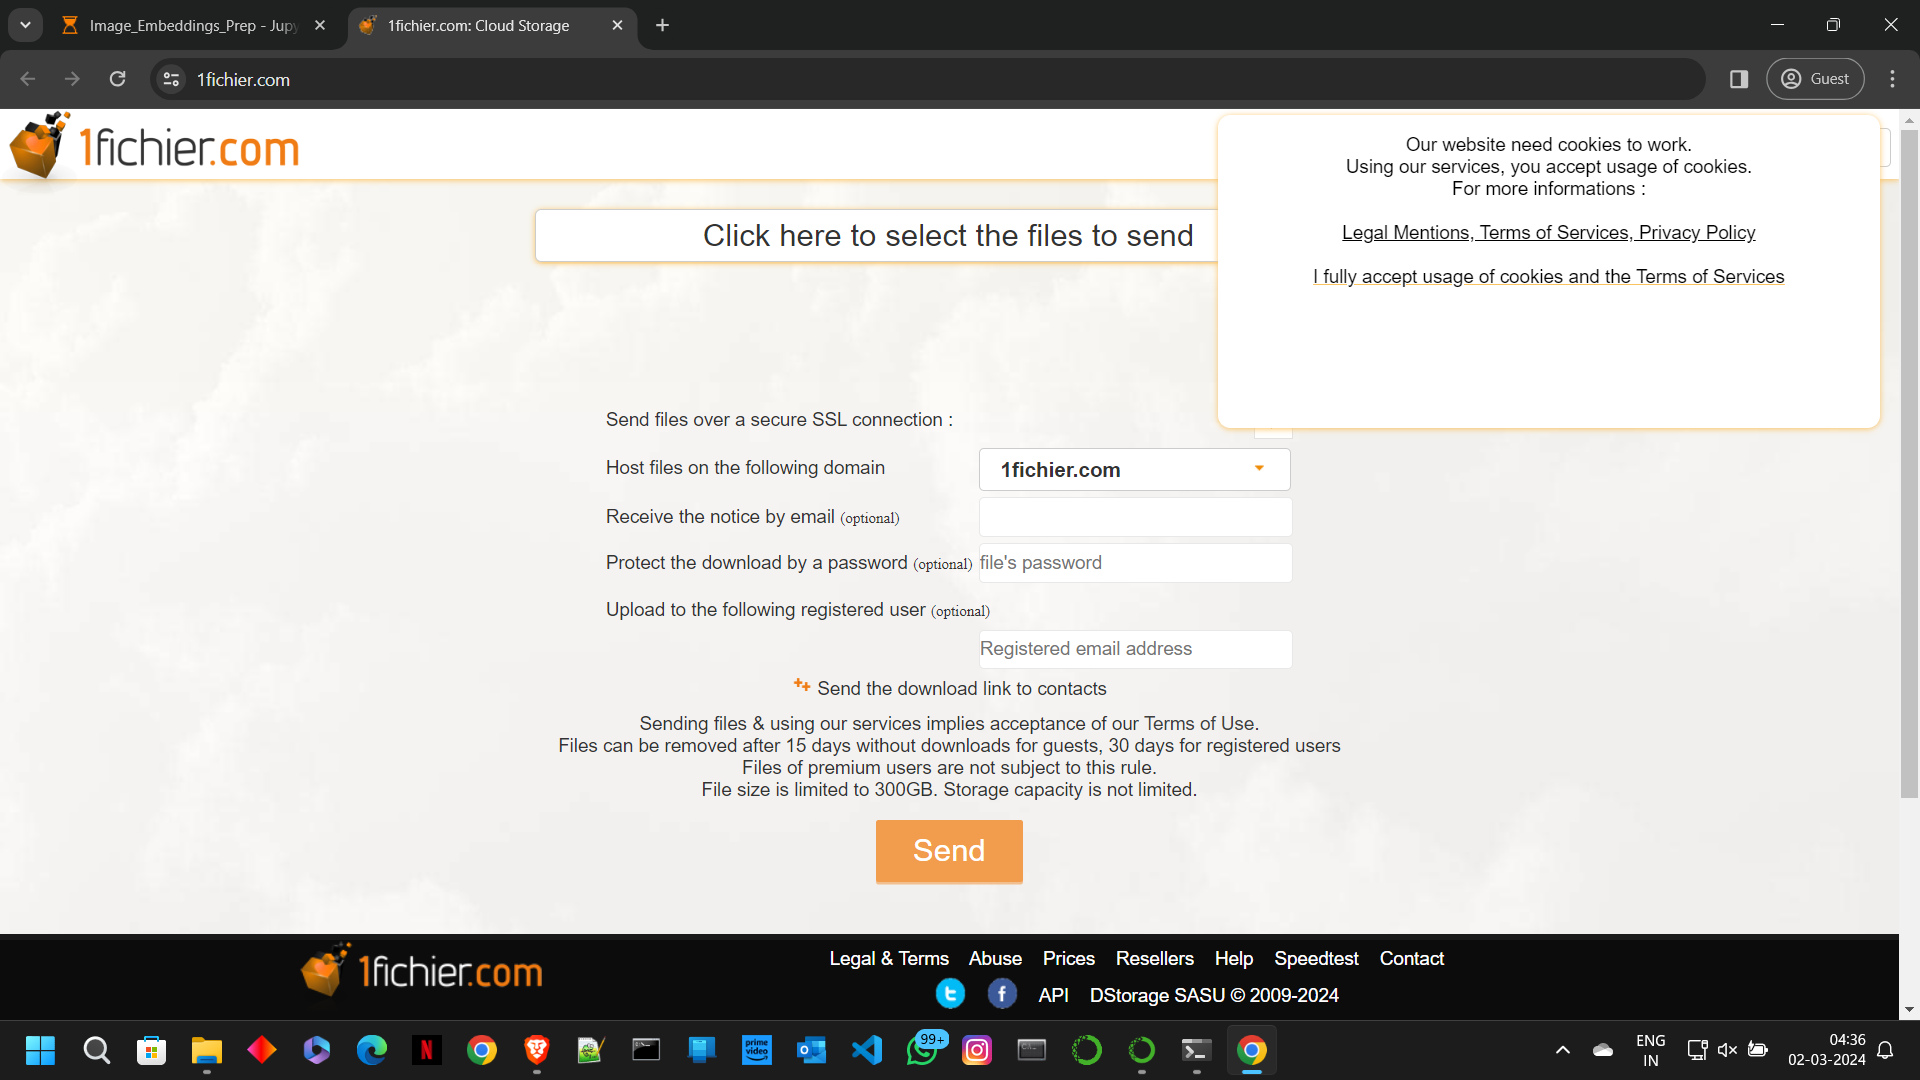 Image_Embeddings_Prep - Jupy
1fichier.com: Cloud Storage
1fichier.com
Guest
1fichier.com
Our website need cookies to work.
Using our services, you accept usage of cookies.
For more informations :
Legal Mentions, Terms of Services, Privacy Policy
I fully accept usage of cookies and the Terms of Services
Click here to select the files to send
Send files over a secure SSL connection :
Host files on the following domain
1fichier.com
Receive the notice by email (optional)
Protect the download by a password (optional) file's password
Upload to the following registered user (optional)
Registered email address
Send the download link to contacts
Sending files & using our services implies acceptance of our Terms of Use.
Files can be removed after 15 days without downloads for guests, 30 days for registered users
Files of premium users are not subject to this rule.
File size is limited to 300GB. Storage capacity is not limited.
Send
1fichier.com
Legal & Terms Abuse Prices Resellers Help Speedtest Contact
API DStorage SASU © 2009-2024
N
prime video
99+
ENG
IN
04:36
02-03-2024